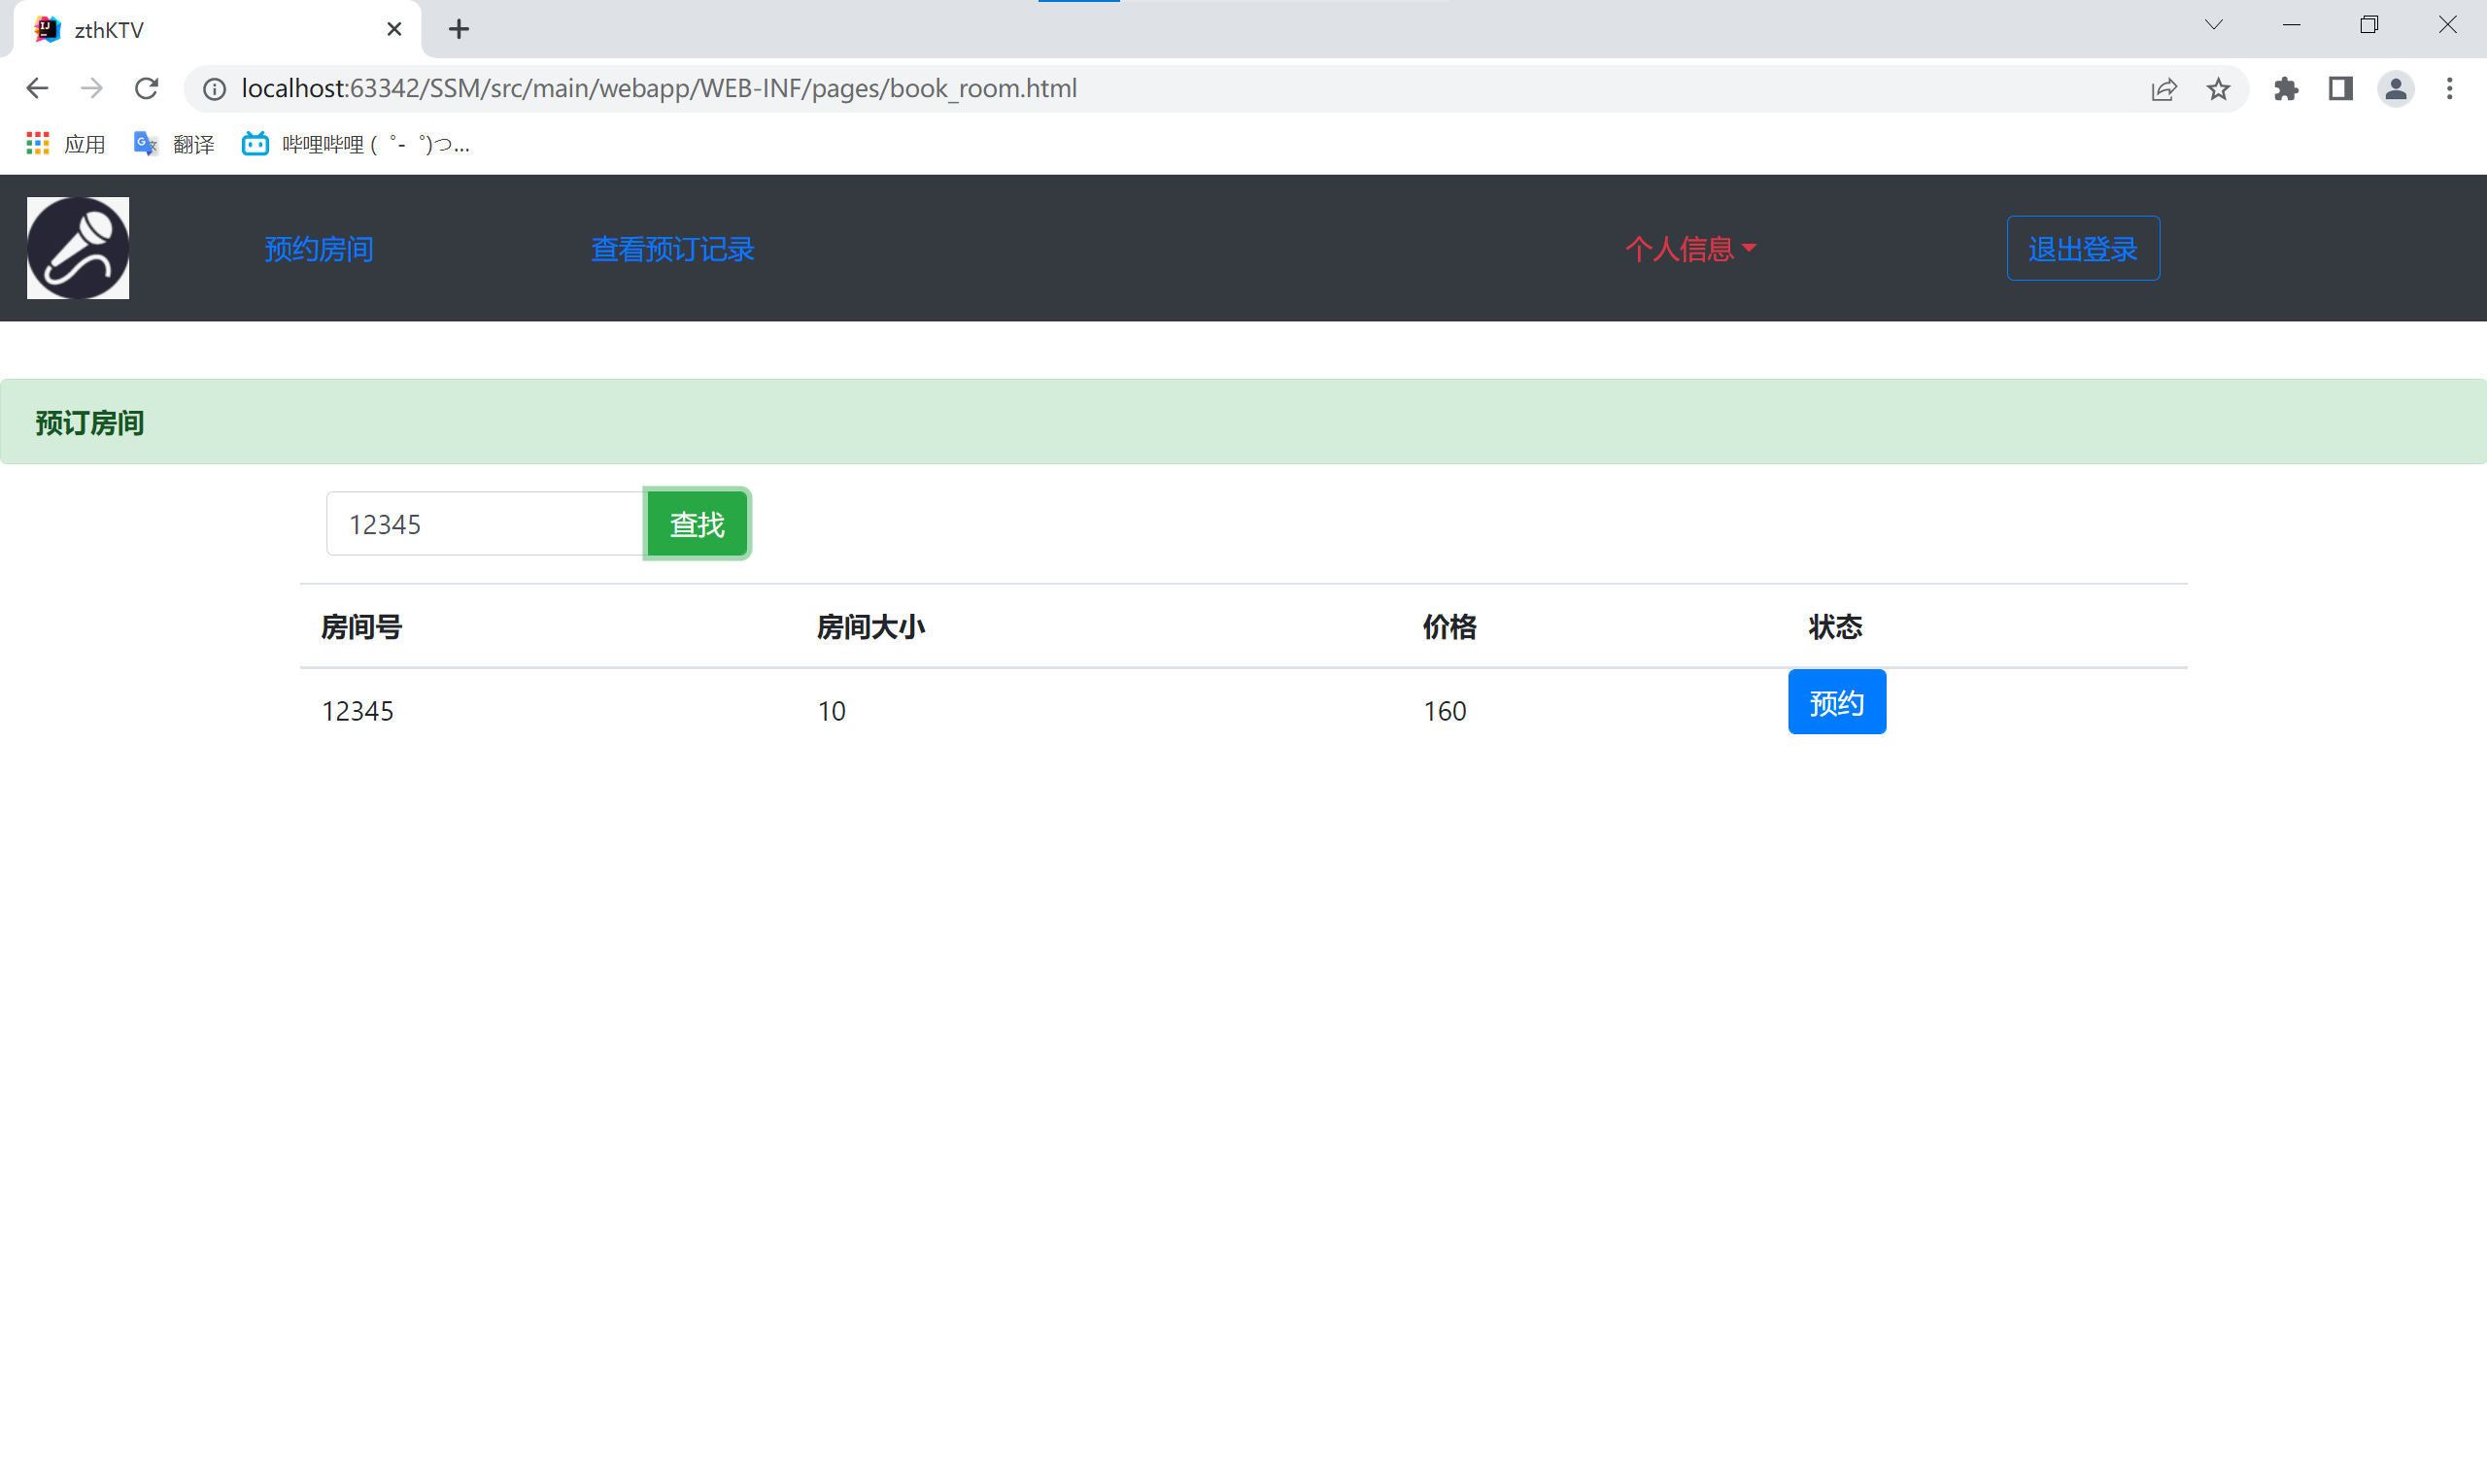 zthKTV
localhost:63342/SSM/src/main/webapp/WEB-INF/pages/book_room.html
应用 翻译 哔哩哔哩 ( ゜- ゜)つ...
预约房间 查看预订记录 个人信息 退出登录
预订房间
12345 查找
房间号 房间大小 价格 状态
12345 10 160 预约